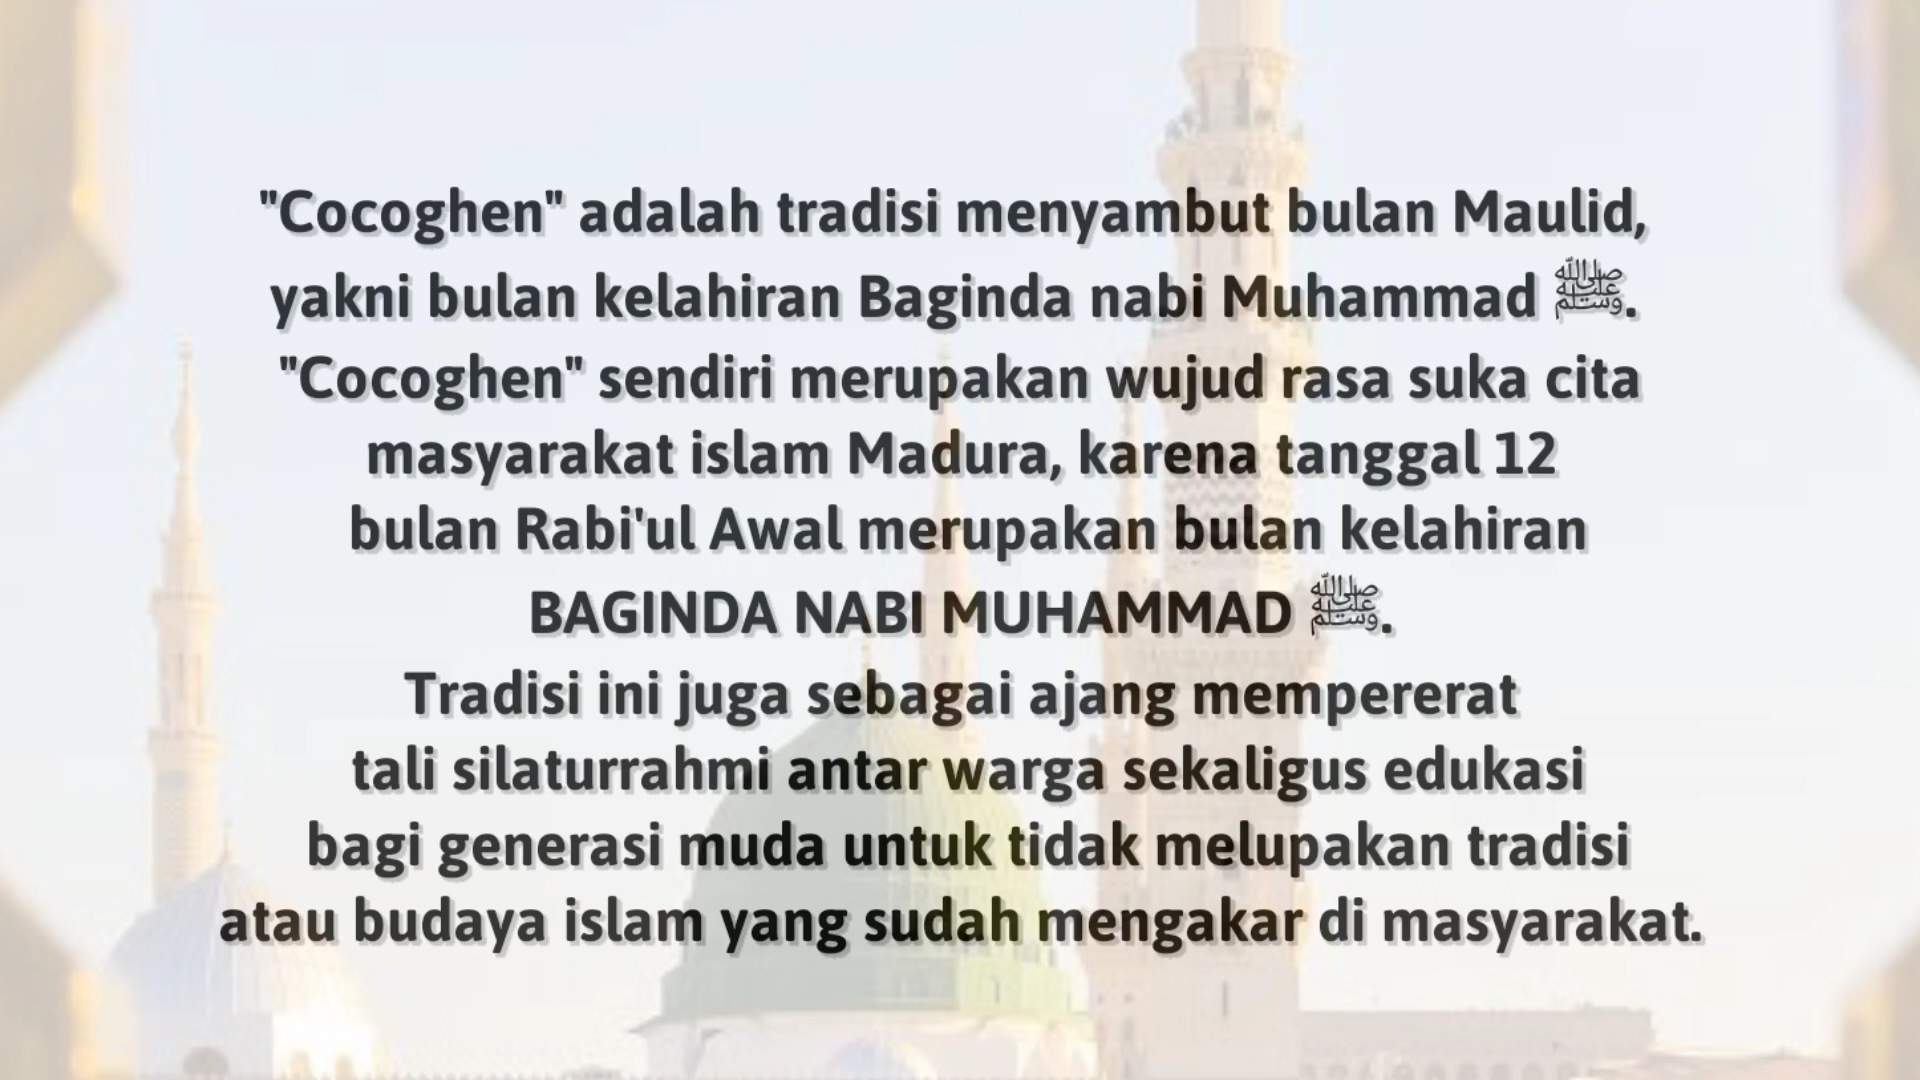 "Cocoghen" adalah tradisi menyambut bulan Maulid,
yakni bulan kelahiran Baginda nabi Muhammad ﷺ.
"Cocoghen" sendiri merupakan wujud rasa suka cita
masyarakat islam Madura, karena tanggal 12
bulan Rabi'ul Awal merupakan bulan kelahiran
BAGINDA NABI MUHAMMAD ﷺ.
Tradisi ini juga sebagai ajang mempererat
tali silaturrahmi antar warga sekaligus edukasi
bagi generasi muda untuk tidak melupakan tradisi
atau budaya islam yang sudah mengakar di masyarakat.